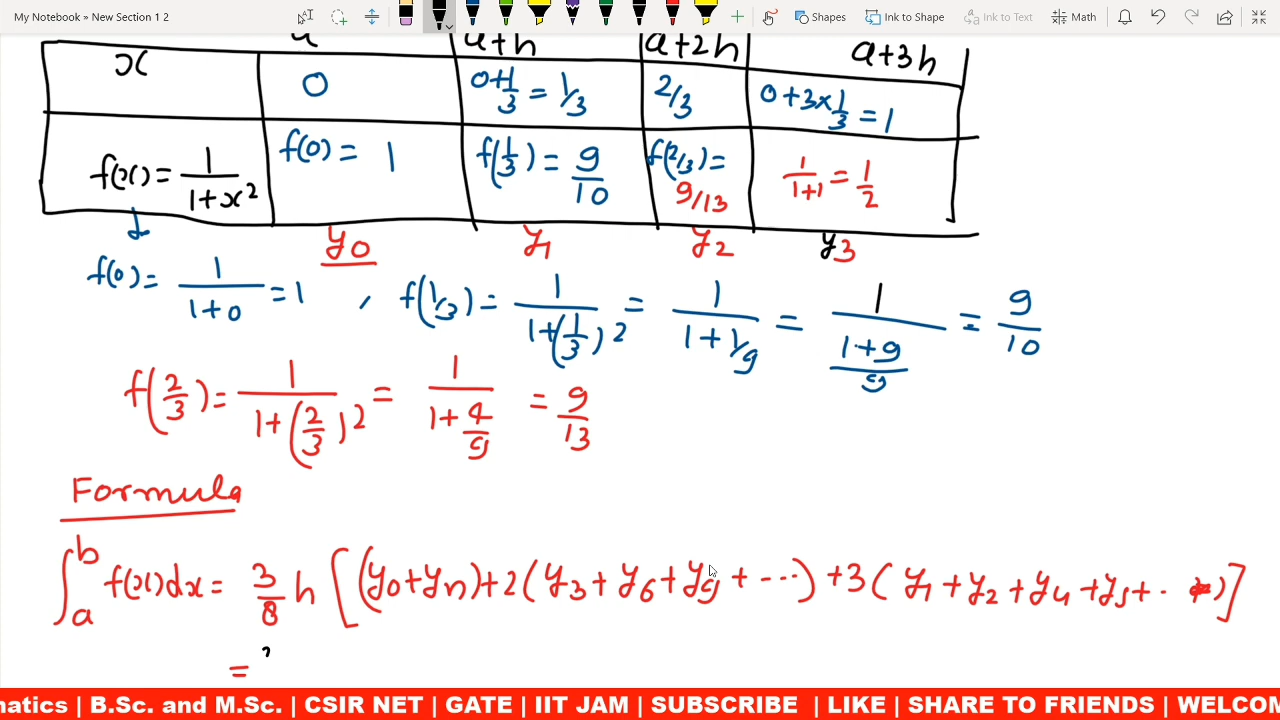 My Notebook » New Section 1 2
Shapes Ink to Shape Ink to Text Math
a a+h a+2h a+3h
x 0 0+1/3 = 1/3 2/3 0+3×1/3 = 1
f(x) = 1/(1+x²) f(0) = 1 f(1/3) = 9/10 f(2/3) = 9/13 1/(1+1) = 1/2
y0 y1 y2 y3
f(0) = 1/(1+0) = 1 , f(1/3) = 1/(1+(1/3)²) = 1/(1+1/9) = 1/((1+9)/9) = 9/10
f(2/3) = 1/(1+(2/3)²) = 1/(1+4/9) = 9/13
Formula
∫ₐᵇ f(x)dx = 3/8 h [(y0+yn)+2(y3+y6+y9+...)+3(y1+y2+y4+y5+...)]
=
matics | B.Sc. and M.Sc. | CSIR NET | GATE | IIT JAM | SUBSCRIBE | LIKE | SHARE TO FRIENDS | WELCOM